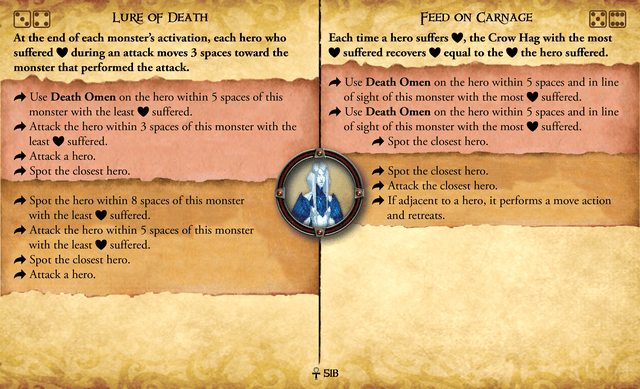 Lure of Death
At the end of each monster's activation, each hero who
suffered ♥ during an attack moves 3 spaces toward the
monster that performed the attack.
Use Death Omen on the hero within 5 spaces of this
monster with the least ♥ suffered.
Attack the hero within 3 spaces of this monster with the
least ♥ suffered.
Attack a hero.
Spot the closest hero.
Spot the hero within 8 spaces of this monster
with the least ♥ suffered.
Attack the hero within 5 spaces of this monster
with the least ♥ suffered.
Spot the closest hero.
Attack a hero.
Feed on Carnage
Each time a hero suffers ♥, the Crow Hag with the most
♥ suffered recovers ♥ equal to the ♥ the hero suffered.
Use Death Omen on the hero within 5 spaces and in line
of sight of this monster with the most ♥ suffered.
Use Death Omen on the hero within 5 spaces and in line
of sight of this monster with the most ♥ suffered.
Spot the closest hero.
Spot the closest hero.
Attack the closest hero.
If adjacent to a hero, it performs a move action
and retreats.
51B